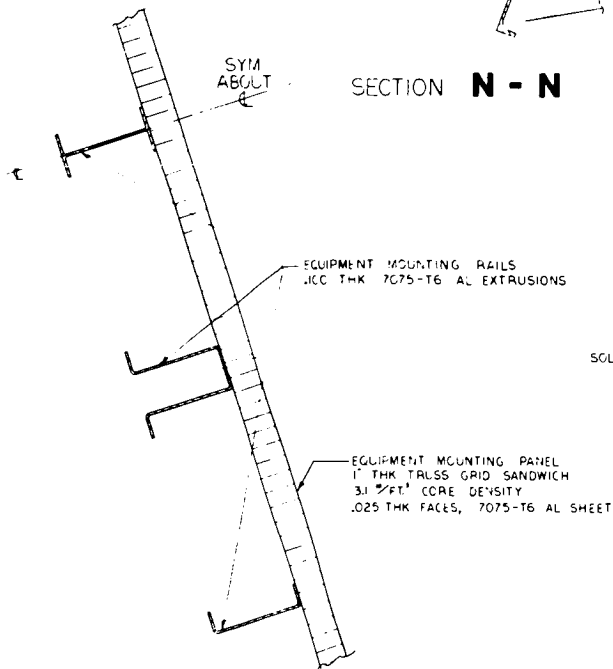 SYM
ABOUT
℄
SECTION N - N
℄
EQUIPMENT MOUNTING RAILS
.100 THK 7075-T6 AL EXTRUSIONS
SOL
EQUIPMENT MOUNTING PANEL
1" THK TRUSS GRID SANDWICH
3.1 #/FT.³ CORE DENSITY
.025 THK FACES, 7075-T6 AL SHEET